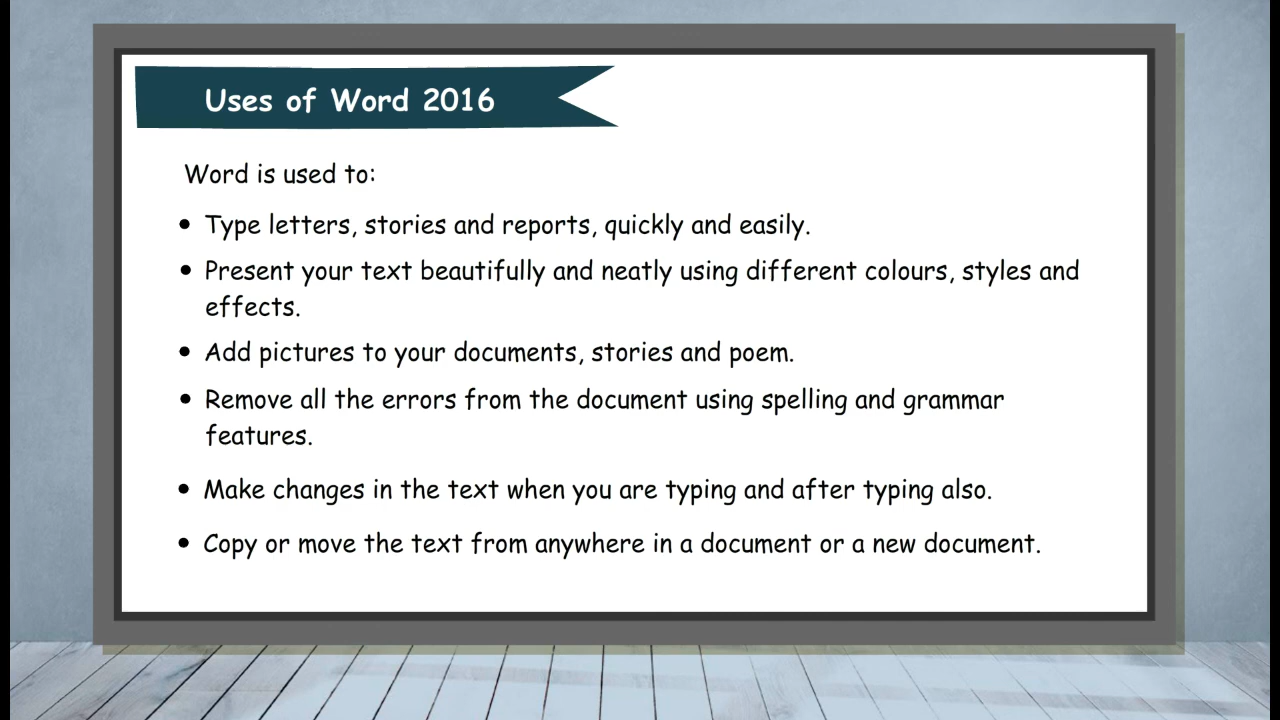 Uses of Word 2016
Word is used to:
• Type letters, stories and reports, quickly and easily.
• Present your text beautifully and neatly using different colours, styles and
effects.
• Add pictures to your documents, stories and poem.
• Remove all the errors from the document using spelling and grammar
features.
• Make changes in the text when you are typing and after typing also.
• Copy or move the text from anywhere in a document or a new document.